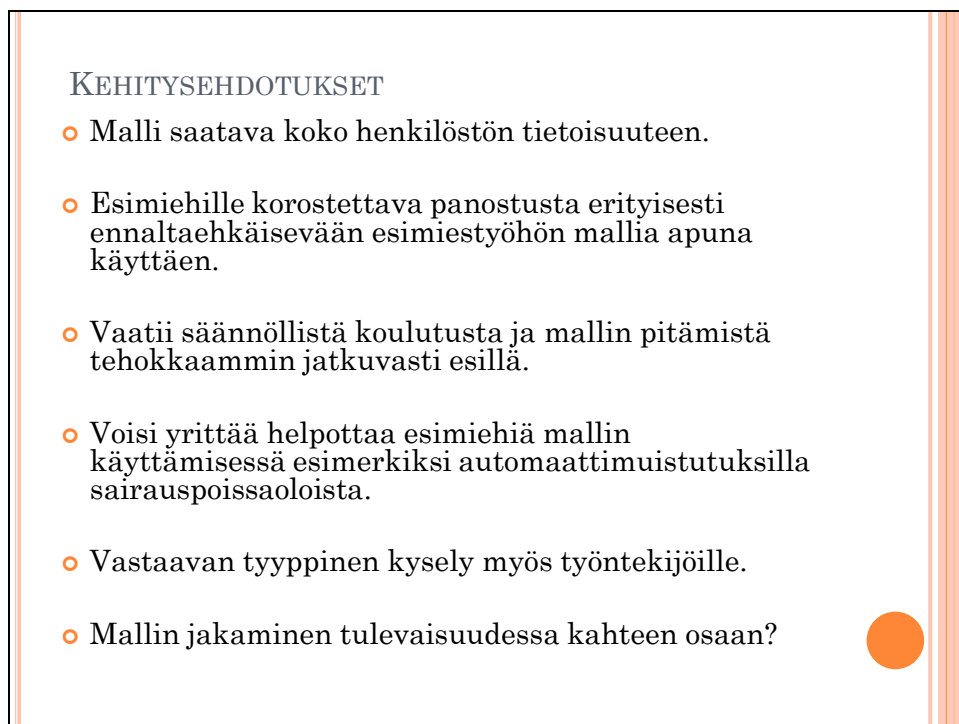 KEHITYSEHDOTUKSET
Malli saatava koko henkilöstön tietoisuuteen.
Esimiehille korostettava panostusta erityisesti
ennaltaehkäisevään esimiestyöhön mallia apuna
käyttäen.
Vaatii säännöllistä koulutusta ja mallin pitämistä
tehokkaammin jatkuvasti esillä.
Voisi yrittää helpottaa esimiehiä mallin
käyttämisessä esimerkiksi automaattimuistutuksilla
sairauspoissaoloista.
Vastaavan tyyppinen kysely myös työntekijöille.
Mallin jakaminen tulevaisuudessa kahteen osaan?